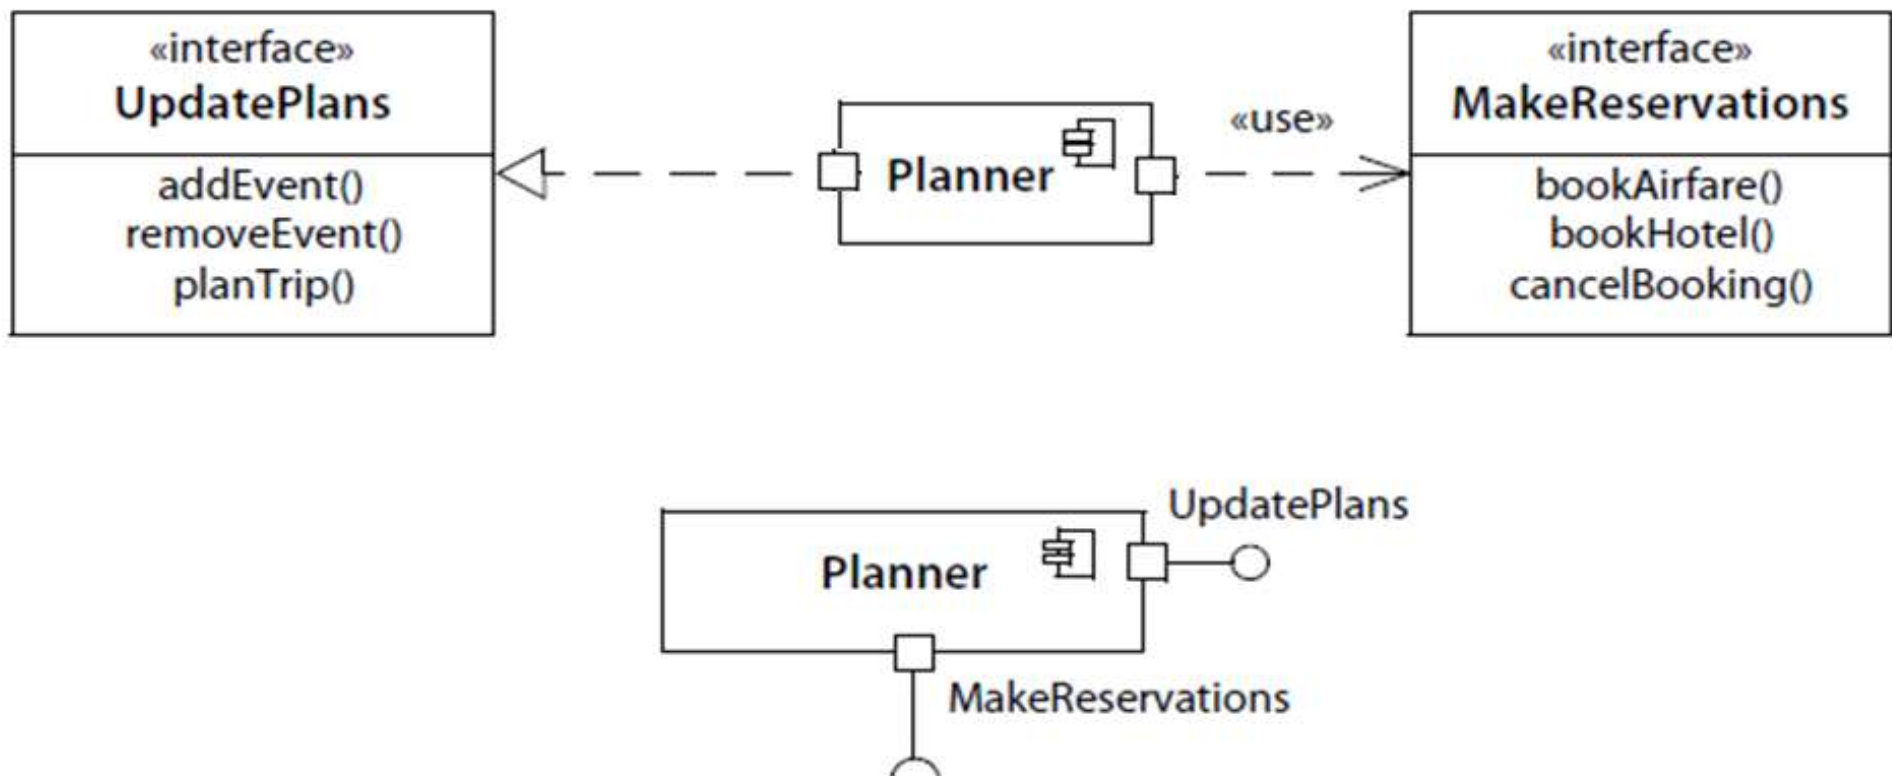 «interface»
UpdatePlans
addEvent()
removeEvent()
planTrip()
Planner
«use»
«interface»
MakeReservations
bookAirfare()
bookHotel()
cancelBooking()
UpdatePlans
Planner
MakeReservations